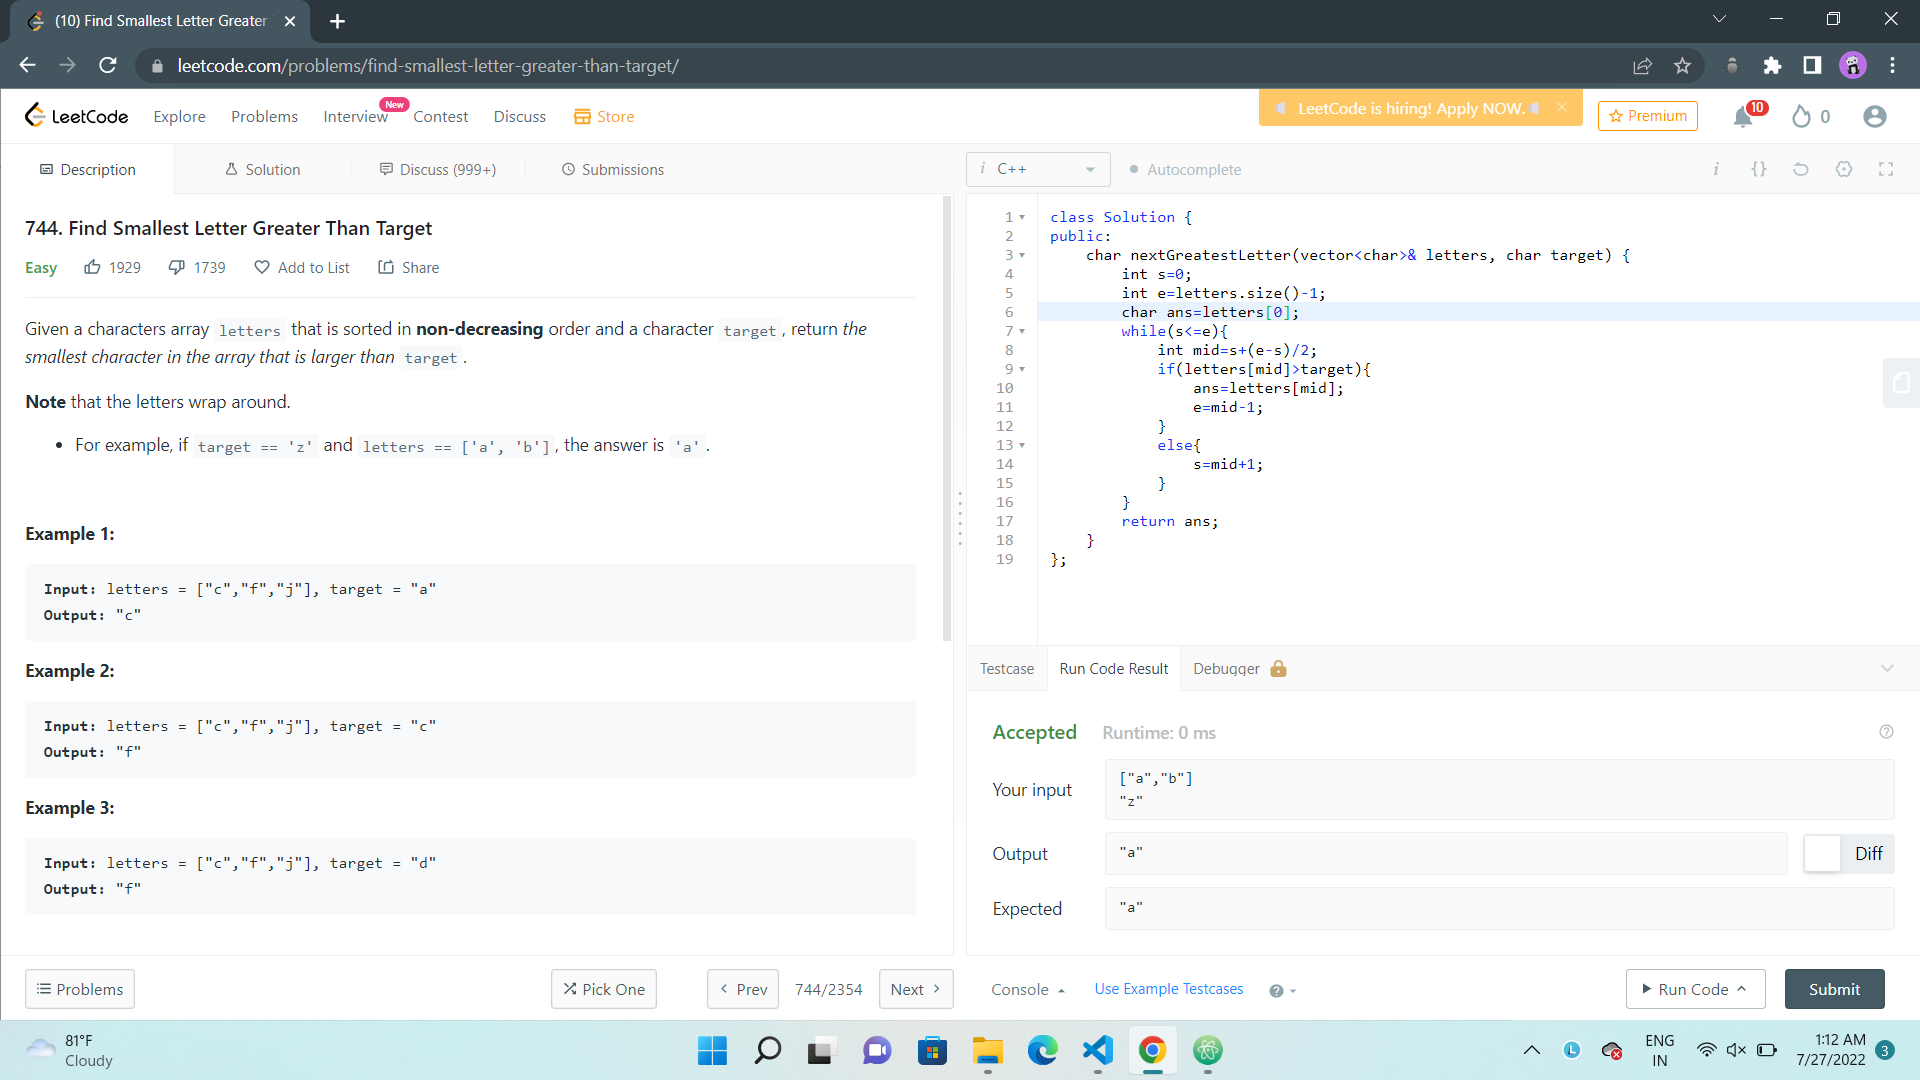 (10) Find Smallest Letter Greater
leetcode.com/problems/find-smallest-letter-greater-than-target/
LeetCode Explore Problems Interview New Contest Discuss Store
LeetCode is hiring! Apply NOW.
Premium 10 0
Description Solution Discuss (999+) Submissions
i C++ Autocomplete i {}
744. Find Smallest Letter Greater Than Target
Easy 1929 1739 Add to List Share
Given a characters array letters that is sorted in non-decreasing order and a character target, return the
smallest character in the array that is larger than target.
Note that the letters wrap around.
• For example, if target == 'z' and letters == ['a', 'b'], the answer is 'a'.
Example 1:
Input: letters = ["c","f","j"], target = "a"
Output: "c"
Example 2:
Input: letters = ["c","f","j"], target = "c"
Output: "f"
Example 3:
Input: letters = ["c","f","j"], target = "d"
Output: "f"
1 class Solution {
2 public:
3 char nextGreatestLetter(vector<char>& letters, char target) {
4 int s=0;
5 int e=letters.size()-1;
6 char ans=letters[0];
7 while(s<=e){
8 int mid=s+(e-s)/2;
9 if(letters[mid]>target){
10 ans=letters[mid];
11 e=mid-1;
12 }
13 else{
14 s=mid+1;
15 }
16 }
17 return ans;
18 }
19 };
Testcase Run Code Result Debugger
Accepted Runtime: 0 ms
Your input
["a","b"]
"z"
Output "a" Diff
Expected "a"
Problems Pick One Prev 744/2354 Next
Console Use Example Testcases ? Run Code Submit
81°F
Cloudy
L
ENG
IN
1:12 AM
7/27/2022
3